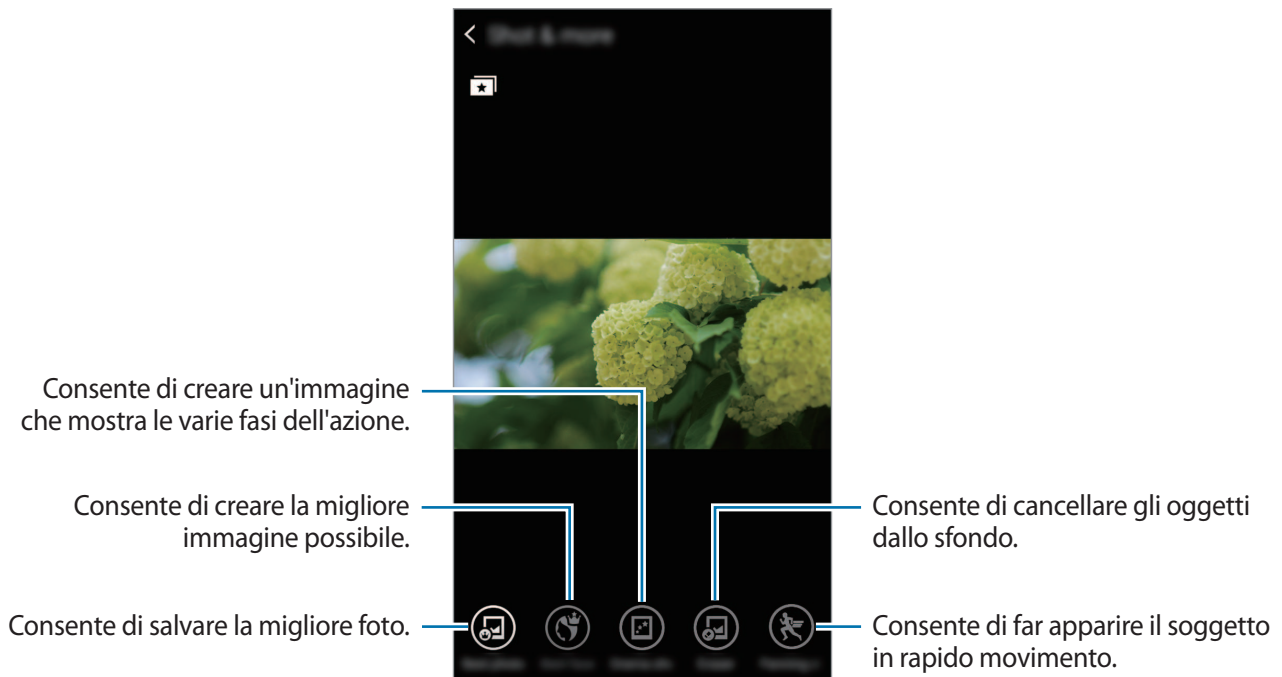 Shot & more
Consente di creare un'immagine
che mostra le varie fasi dell'azione.
Consente di creare la migliore
immagine possibile.
Consente di salvare la migliore foto.
Consente di cancellare gli oggetti
dallo sfondo.
Consente di far apparire il soggetto
in rapido movimento.